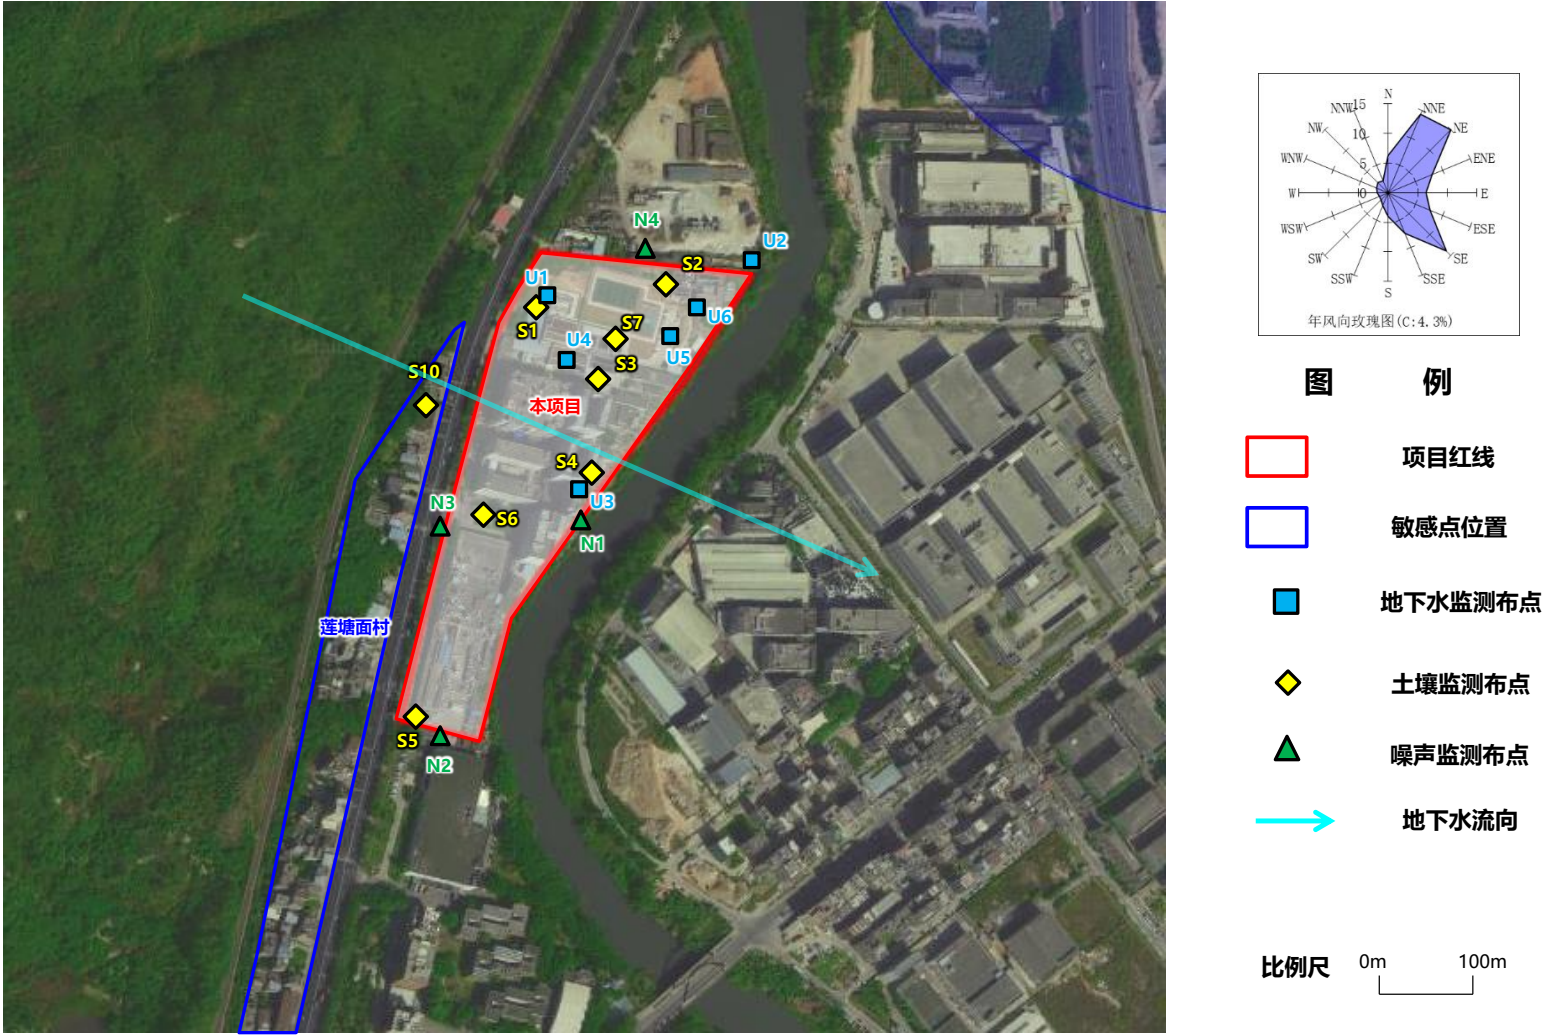 N4
U2
S2
U1
S1
S7
U6
U4
U5
S3
S10
本项目
S4
U3
N3
S6
N1
莲塘面村
S5
N2
N
NNW
15
NNE
NW
10
NE
WNW
5
ENE
W
0
E
WSW
ESE
SW
SE
SSW
SSE
S
年风向玫瑰图(C:4.3%)
图 例
项目红线
敏感点位置
地下水监测布点
土壤监测布点
噪声监测布点
地下水流向
比例尺 0m 100m